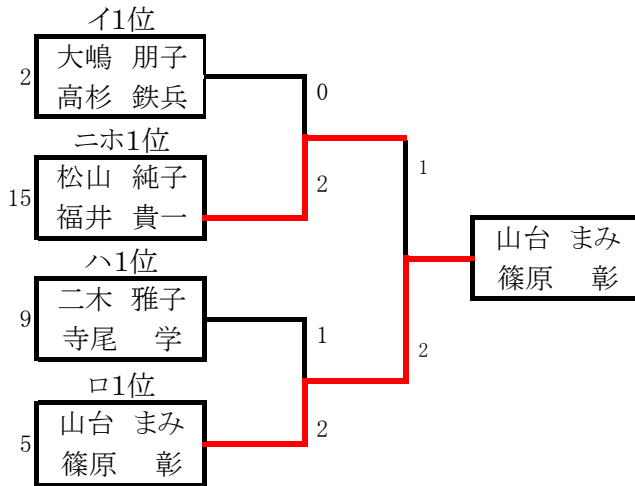 イ1位
2
大嶋 朋子
高杉 鉄兵
0
ニホ1位
15
松山 純子
福井 貴一
2
1
ハ1位
9
二木 雅子
寺尾 学
1
2
ロ1位
5
山台 まみ
篠原 彰
2
山台 まみ
篠原 彰